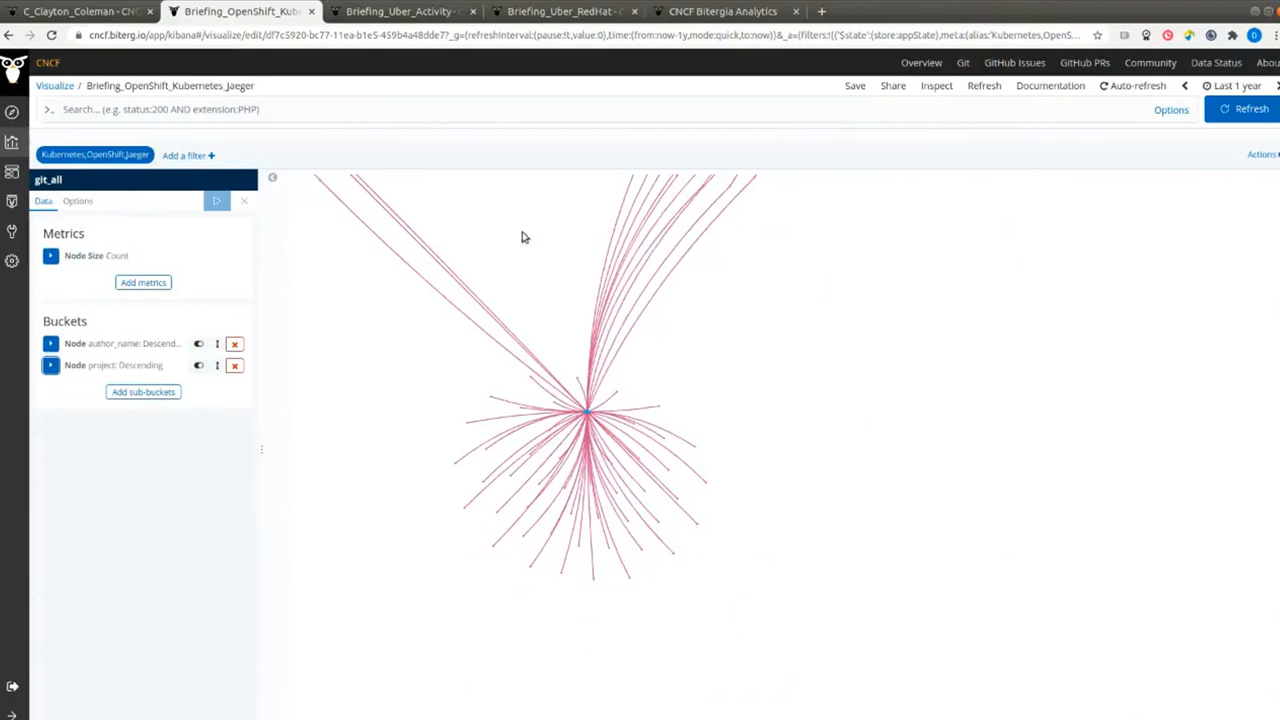 C_Clayton_Coleman - CNC
Briefing_OpenShift_Kube
Briefing_Uber_Activity -
Briefing_Uber_RedHat -
CNCF Bitergia Analytics
cncf.biterg.io/app/kibana#/visualize/edit/df7c5920-bc77-11ea-b1e5-459b4a48dde7?_g=(refreshInterval:(pause:!t,value:0),time:(from:now-1y,mode:quick,to:now))&_a=(filters:!(('$state':(store:appState),meta:(alias:'Kubernetes,OpenS...
CNCF
Overview
Git
GitHub Issues
GitHub PRs
Community
Data Status
Abou
Visualize / Briefing_OpenShift_Kubernetes_Jaeger
Save
Share
Inspect
Refresh
Documentation
Auto-refresh
Last 1 year
>_ Search... (e.g. status:200 AND extension:PHP)
Options
Refresh
Kubernetes,OpenShift,Jaeger
Add a filter +
Actions
git_all
Data
Options
Metrics
Node Size Count
Add metrics
Buckets
Node author_name: Descend...
Node project: Descending
Add sub-buckets